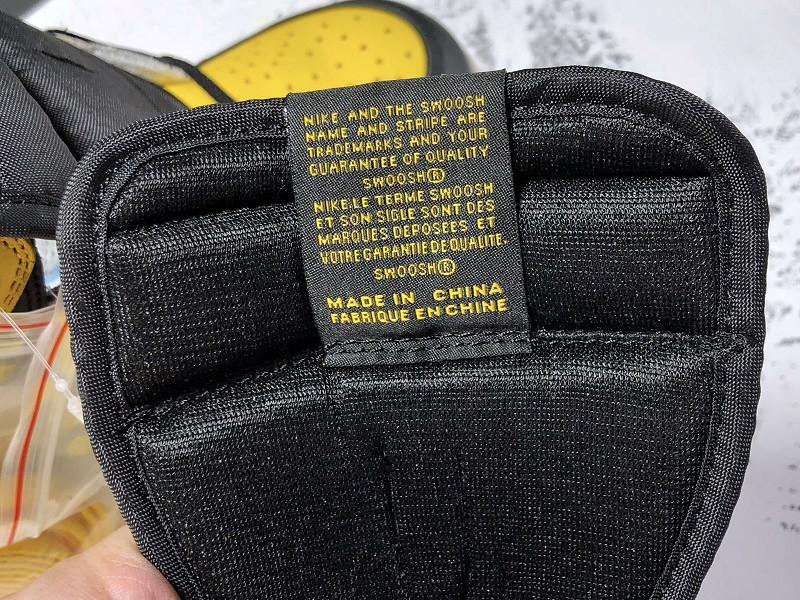 NIKE AND THE SWOOSH
NAME AND STRIPE ARE
TRADEMARKS AND YOUR
GUARANTEE OF QUALITY
SWOOSH®
NIKE.LE TERME SWOOSH
ET SON SIGLE SONT DES
MARQUES DEPOSEES ET
VOTRE GARANTIE DE QUALITE.
SWOOSH®
MADE IN CHINA
FABRIQUE EN CHINE